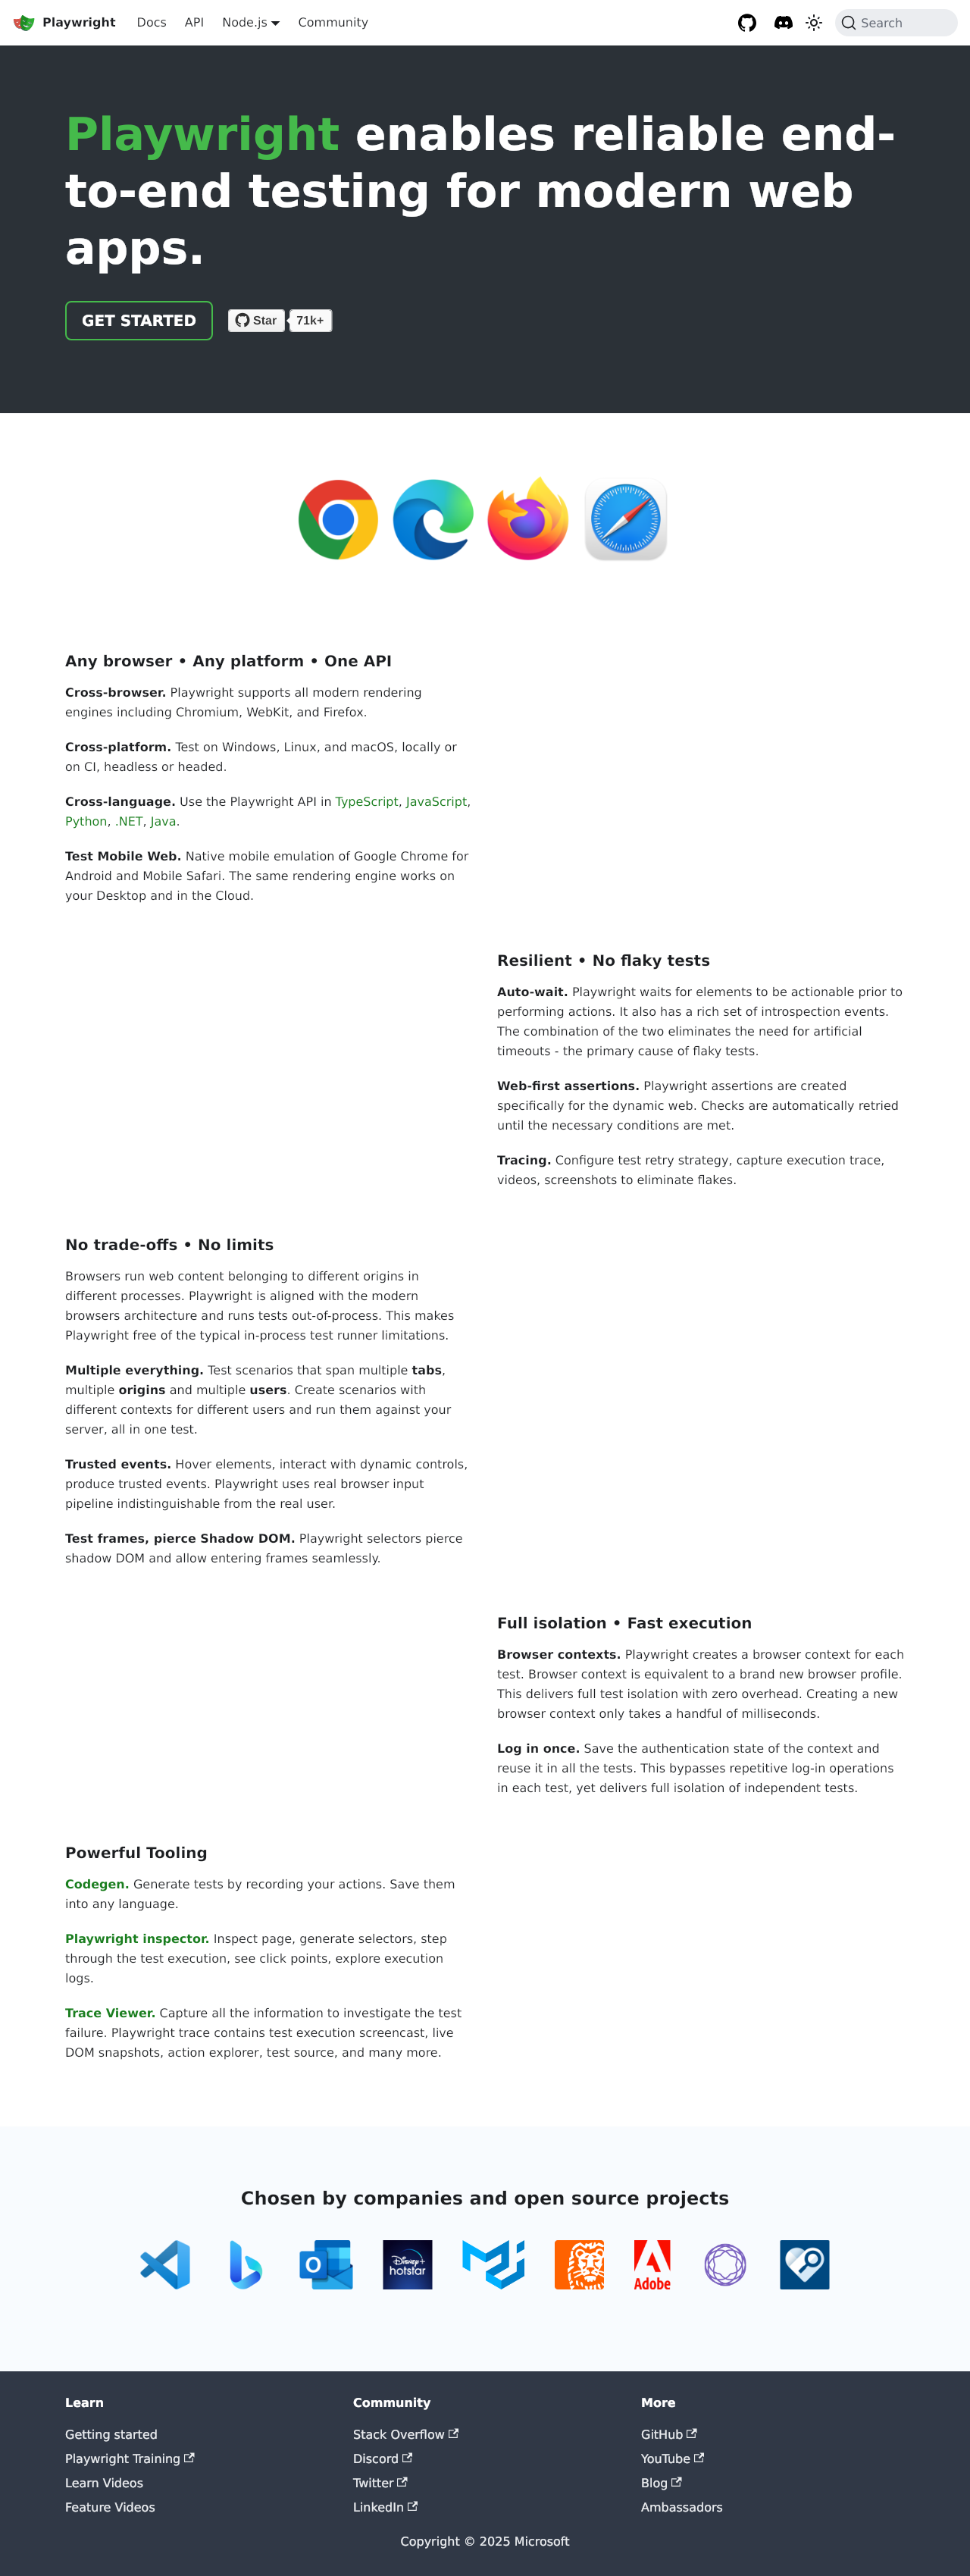 Playwright Docs API Node.js Community Search
Playwright enables reliable end-
to-end testing for modern web
apps.
GET STARTED Star 71k+
Any browser • Any platform • One API
Cross-browser. Playwright supports all modern rendering
engines including Chromium, WebKit, and Firefox.
Cross-platform. Test on Windows, Linux, and macOS, locally or
on CI, headless or headed.
Cross-language. Use the Playwright API in TypeScript, JavaScript,
Python, .NET, Java.
Test Mobile Web. Native mobile emulation of Google Chrome for
Android and Mobile Safari. The same rendering engine works on
your Desktop and in the Cloud.
Resilient • No flaky tests
Auto-wait. Playwright waits for elements to be actionable prior to
performing actions. It also has a rich set of introspection events.
The combination of the two eliminates the need for artificial
timeouts - the primary cause of flaky tests.
Web-first assertions. Playwright assertions are created
specifically for the dynamic web. Checks are automatically retried
until the necessary conditions are met.
Tracing. Configure test retry strategy, capture execution trace,
videos, screenshots to eliminate flakes.
No trade-offs • No limits
Browsers run web content belonging to different origins in
different processes. Playwright is aligned with the modern
browsers architecture and runs tests out-of-process. This makes
Playwright free of the typical in-process test runner limitations.
Multiple everything. Test scenarios that span multiple tabs,
multiple origins and multiple users. Create scenarios with
different contexts for different users and run them against your
server, all in one test.
Trusted events. Hover elements, interact with dynamic controls,
produce trusted events. Playwright uses real browser input
pipeline indistinguishable from the real user.
Test frames, pierce Shadow DOM. Playwright selectors pierce
shadow DOM and allow entering frames seamlessly.
Full isolation • Fast execution
Browser contexts. Playwright creates a browser context for each
test. Browser context is equivalent to a brand new browser profile.
This delivers full test isolation with zero overhead. Creating a new
browser context only takes a handful of milliseconds.
Log in once. Save the authentication state of the context and
reuse it in all the tests. This bypasses repetitive log-in operations
in each test, yet delivers full isolation of independent tests.
Powerful Tooling
Codegen. Generate tests by recording your actions. Save them
into any language.
Playwright inspector. Inspect page, generate selectors, step
through the test execution, see click points, explore execution
logs.
Trace Viewer. Capture all the information to investigate the test
failure. Playwright trace contains test execution screencast, live
DOM snapshots, action explorer, test source, and many more.
Chosen by companies and open source projects
O
Disney+
hotstar
Adobe
Learn
Getting started
Playwright Training
Learn Videos
Feature Videos
Community
Stack Overflow
Discord
Twitter
LinkedIn
More
GitHub
YouTube
Blog
Ambassadors
Copyright © 2025 Microsoft